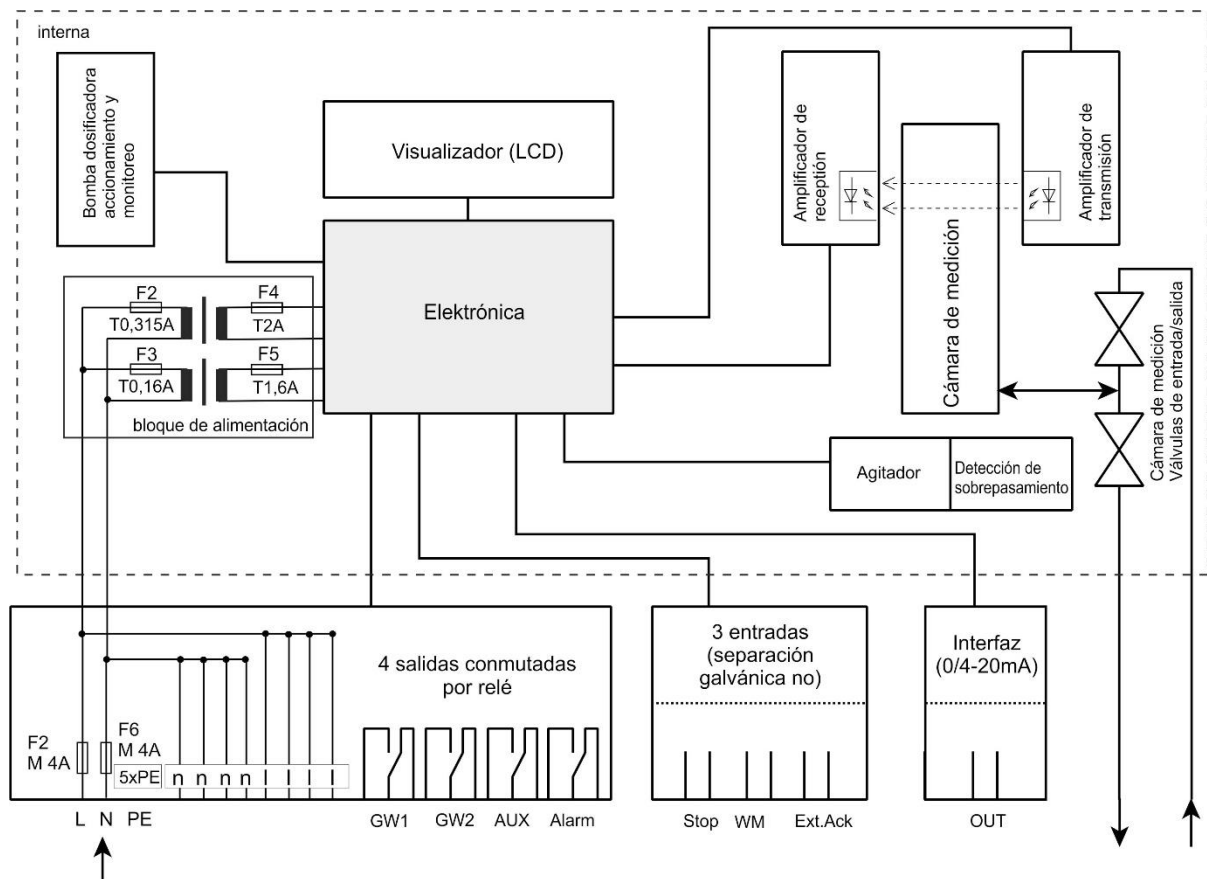 interna
Bomba dosificadora
accionamiento y
monitoreo
Visualizador (LCD)
Amplificador de
receptión
Cámara de medición
Amplificador de
transmisión
F2
T0,315A
F4
T2A
F3
T0,16A
F5
T1,6A
bloque de alimentación
Elektrónica
Cámara de medición
Válvulas de entrada/salida
Agitador
Detección de
sobrepasamiento
4 salidas conmutadas
por relé
3 entradas
(separación
galvánica no)
Interfaz
(0/4-20mA)
F2
M 4A
F6
M 4A
5xPE
n n n n l l l l
L N PE
GW1 GW2 AUX Alarm
Stop WM Ext.Ack
OUT